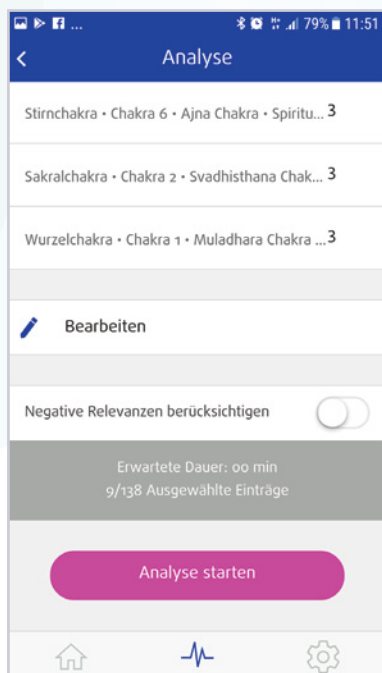 ... 79% 11:51
Analyse
Stirnchakra • Chakra 6 • Ajna Chakra • Spiritu... 3
Sakralchakra • Chakra 2 • Svadhisthana Chak... 3
Wurzelchakra • Chakra 1 • Muladhara Chakra ... 3
Bearbeiten
Negative Relevanzen berücksichtigen
Erwartete Dauer: 00 min
9/138 Ausgewählte Einträge
Analyse starten